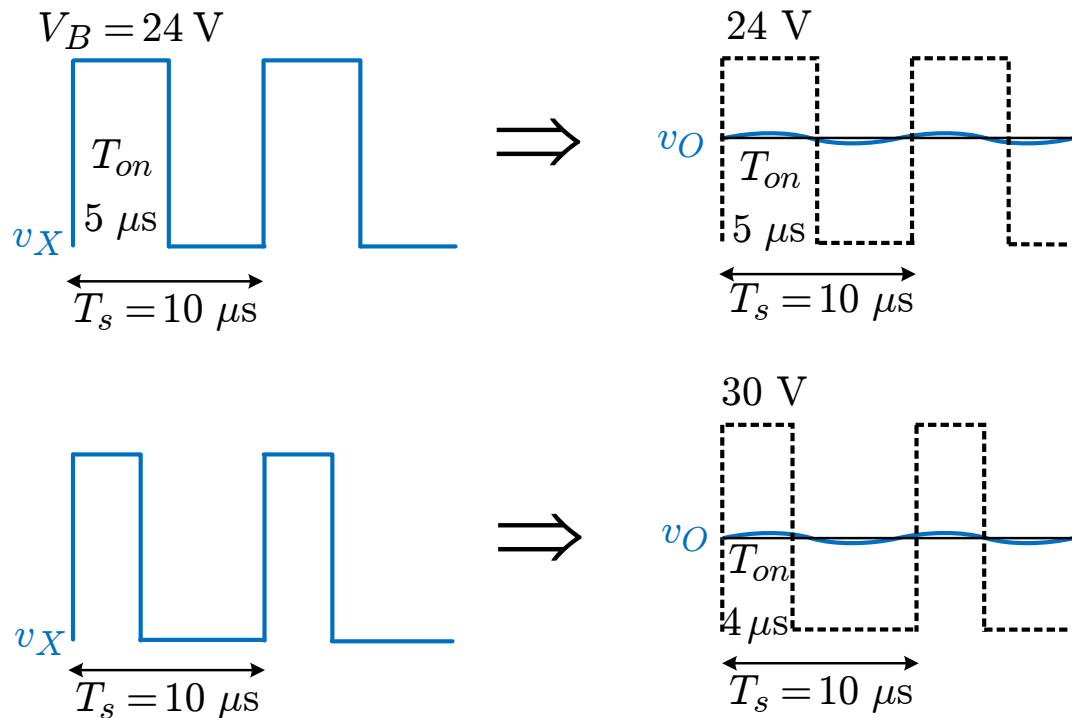 V_B = 24 V
T_on
5 μs
v_X
T_s = 10 μs
⇒
24 V
v_O
T_on
5 μs
T_s = 10 μs
v_X
T_s = 10 μs
⇒
30 V
v_O
T_on
4 μs
T_s = 10 μs